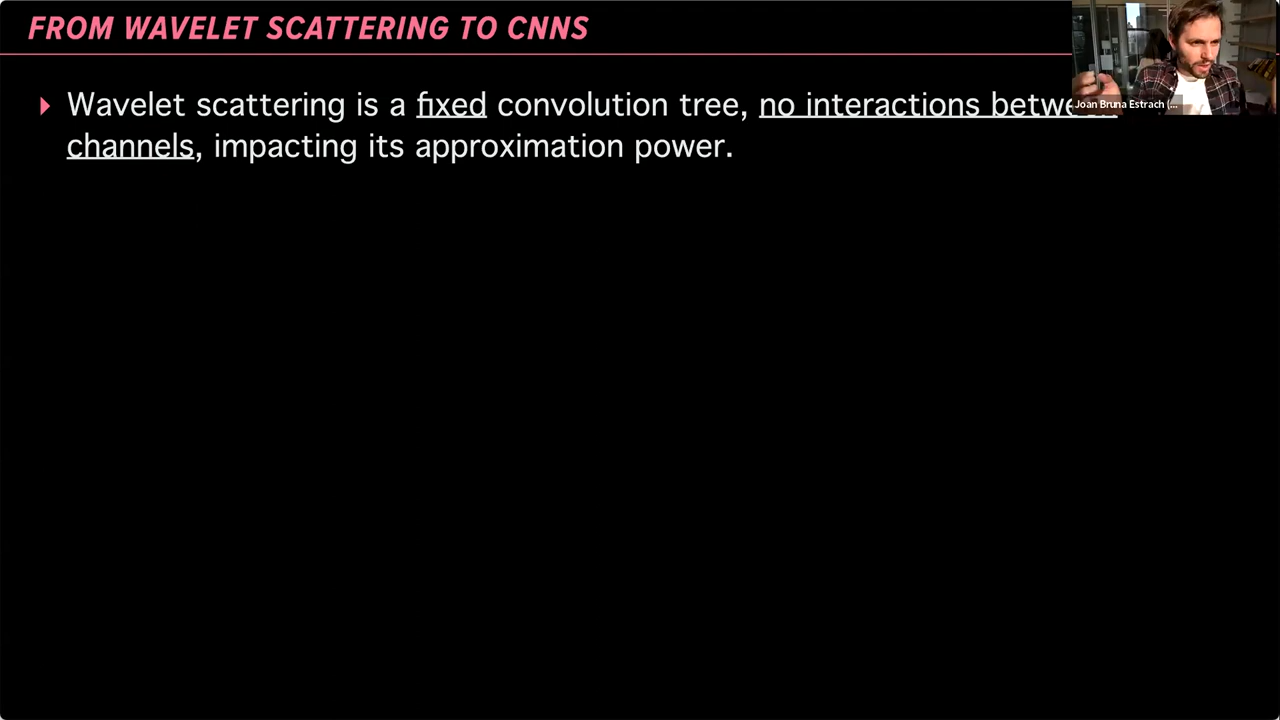 FROM WAVELET SCATTERING TO CNNS
Wavelet scattering is a fixed convolution tree, no interactions
channels, impacting its approximation power.
Joan Bruna Estrach (...